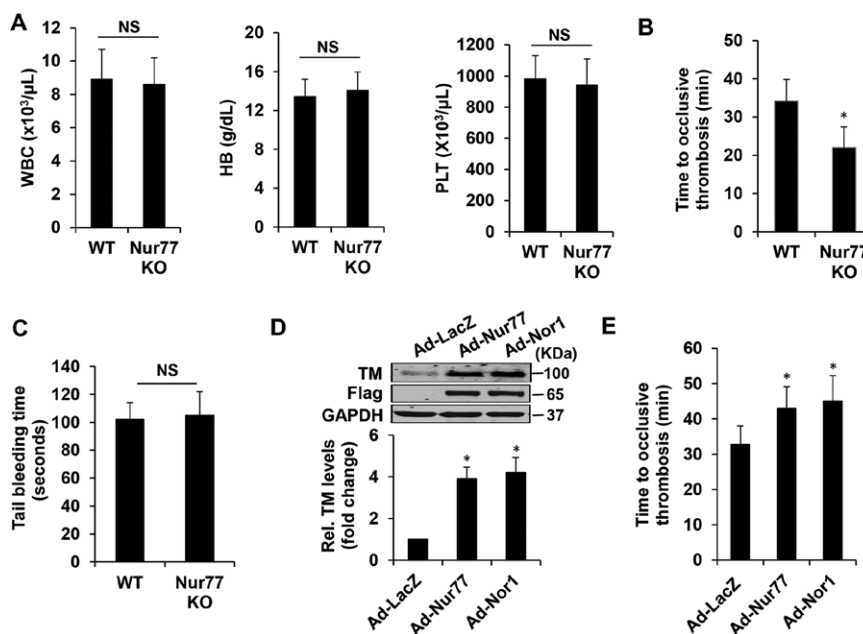 A
WBC (x10³/µL)
12
10
8
6
4
2
0
NS
WT
Nur77
KO
HB (g/dL)
20
16
12
8
4
0
NS
WT
Nur77
KO
PLT (X10³/µL)
1200
1000
800
600
400
200
0
NS
WT
Nur77
KO
B
Time to occlusive
thrombosis (min)
50
40
30
20
10
0
*
WT
Nur77
KO
C
Tail bleeding time
(seconds)
140
120
100
80
60
40
20
0
NS
WT
Nur77
KO
D
Ad-LacZ
Ad-Nur77
Ad-Nor1
(KDa)
TM
100
Flag
65
GAPDH
37
Rel. TM levels
(fold change)
6
4
2
0
*
*
Ad-LacZ
Ad-Nur77
Ad-Nor1
E
Time to occlusive
thrombosis (min)
60
50
40
30
20
10
0
*
*
Ad-LacZ
Ad-Nur77
Ad-Nor1